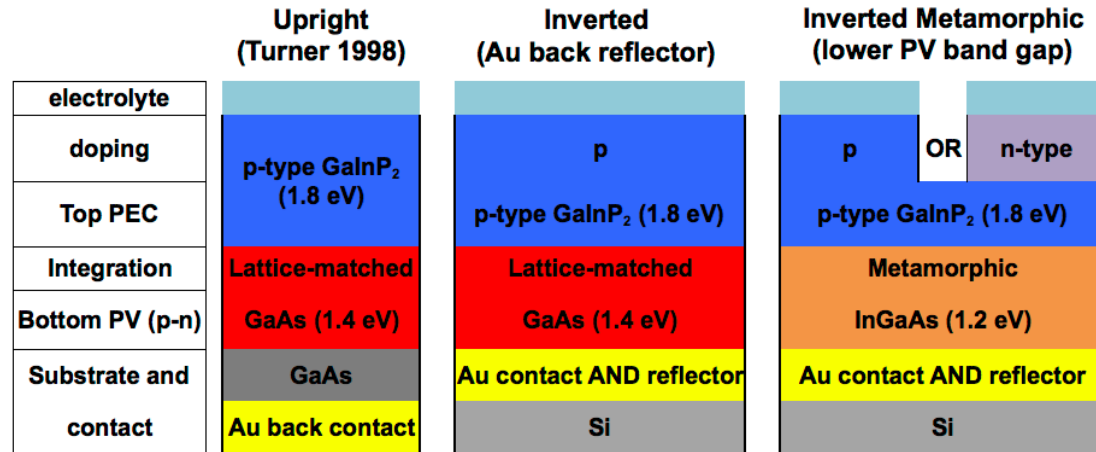 Upright
(Turner 1998)
Inverted
(Au back reflector)
Inverted Metamorphic
(lower PV band gap)
electrolyte
doping
Top PEC
Integration
Bottom PV (p-n)
Substrate and
contact
p-type GaInP₂
(1.8 eV)
Lattice-matched
GaAs (1.4 eV)
GaAs
Au back contact
p
p-type GaInP₂ (1.8 eV)
Lattice-matched
GaAs (1.4 eV)
Au contact AND reflector
Si
p OR n-type
p-type GaInP₂ (1.8 eV)
Metamorphic
InGaAs (1.2 eV)
Au contact AND reflector
Si